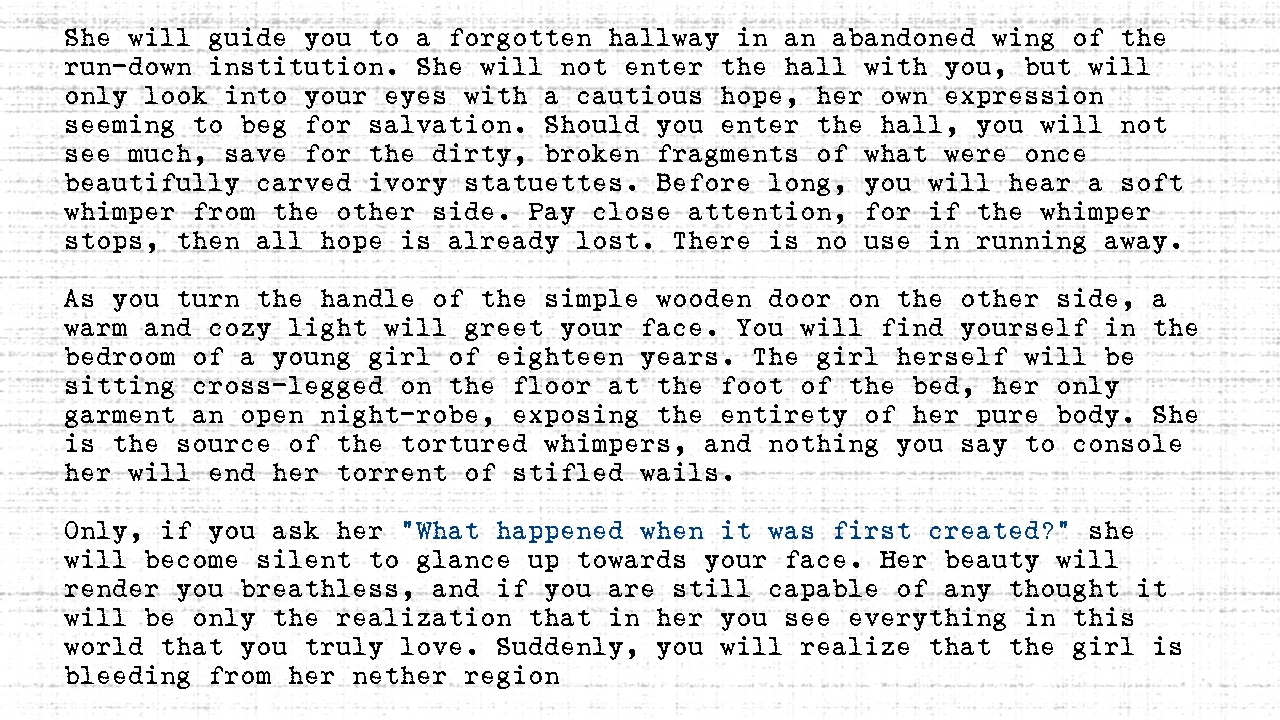 She will guide you to a forgotten hallway in an abandoned wing of the
run-down institution. She will not enter the hall with you, but will
only look into your eyes with a cautious hope, her own expression
seeming to beg for salvation. Should you enter the hall, you will not
see much, save for the dirty, broken fragments of what were once
beautifully carved ivory statuettes. Before long, you will hear a soft
whimper from the other side. Pay close attention, for if the whimper
stops, then all hope is already lost. There is no use in running away.

As you turn the handle of the simple wooden door on the other side, a
warm and cozy light will greet your face. You will find yourself in the
bedroom of a young girl of eighteen years. The girl herself will be
sitting cross-legged on the floor at the foot of the bed, her only
garment an open night-robe, exposing the entirety of her pure body. She
is the source of the tortured whimpers, and nothing you say to console
her will end her torrent of stifled wails.

Only, if you ask her "What happened when it was first created?" she
will become silent to glance up towards your face. Her beauty will
render you breathless, and if you are still capable of any thought it
will be only the realization that in her you see everything in this
world that you truly love. Suddenly, you will realize that the girl is
bleeding from her nether region